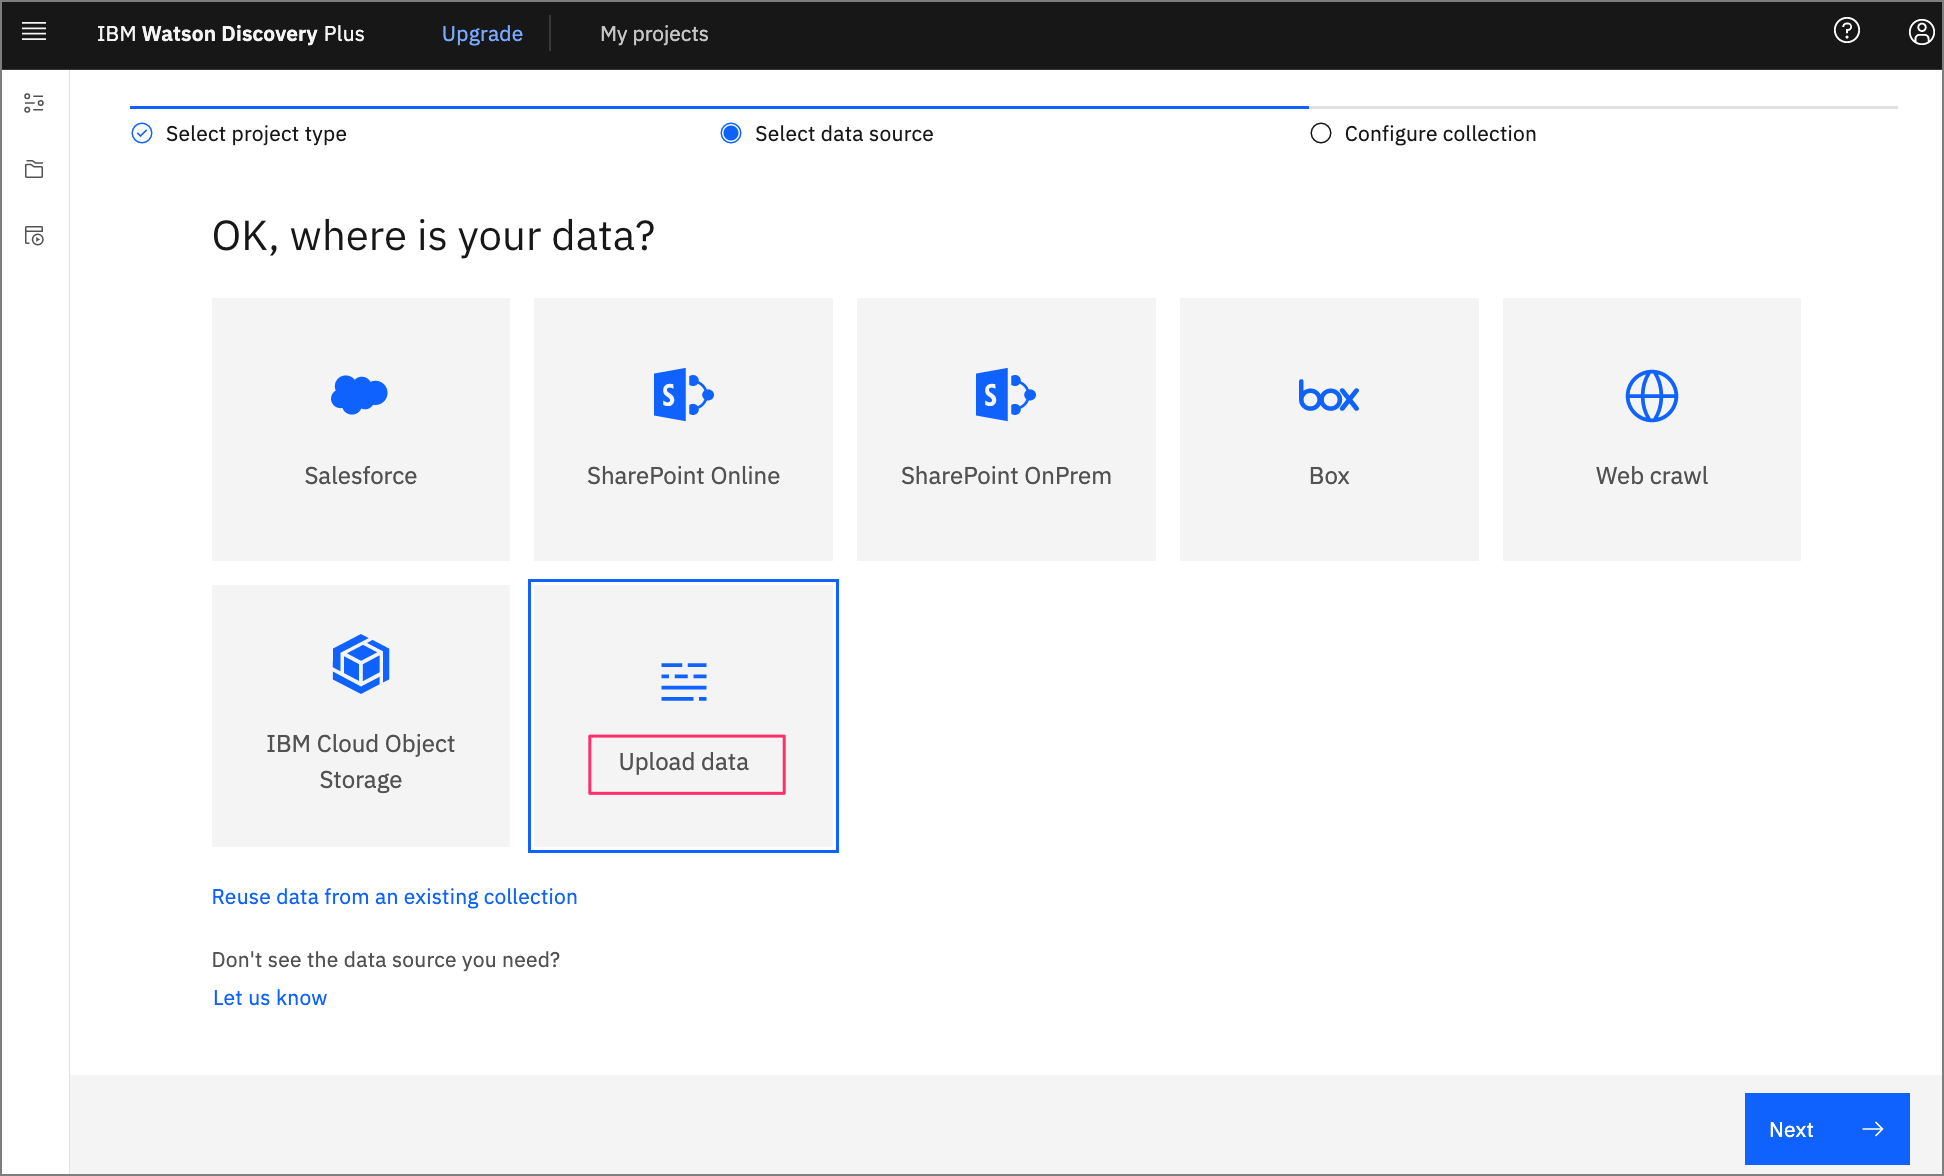 IBM Watson Discovery Plus
Upgrade
My projects
Select project type
Select data source
Configure collection
OK, where is your data?
Salesforce
SharePoint Online
SharePoint OnPrem
box
Box
Web crawl
IBM Cloud Object
Storage
Upload data
Reuse data from an existing collection
Don't see the data source you need?
Let us know
Next